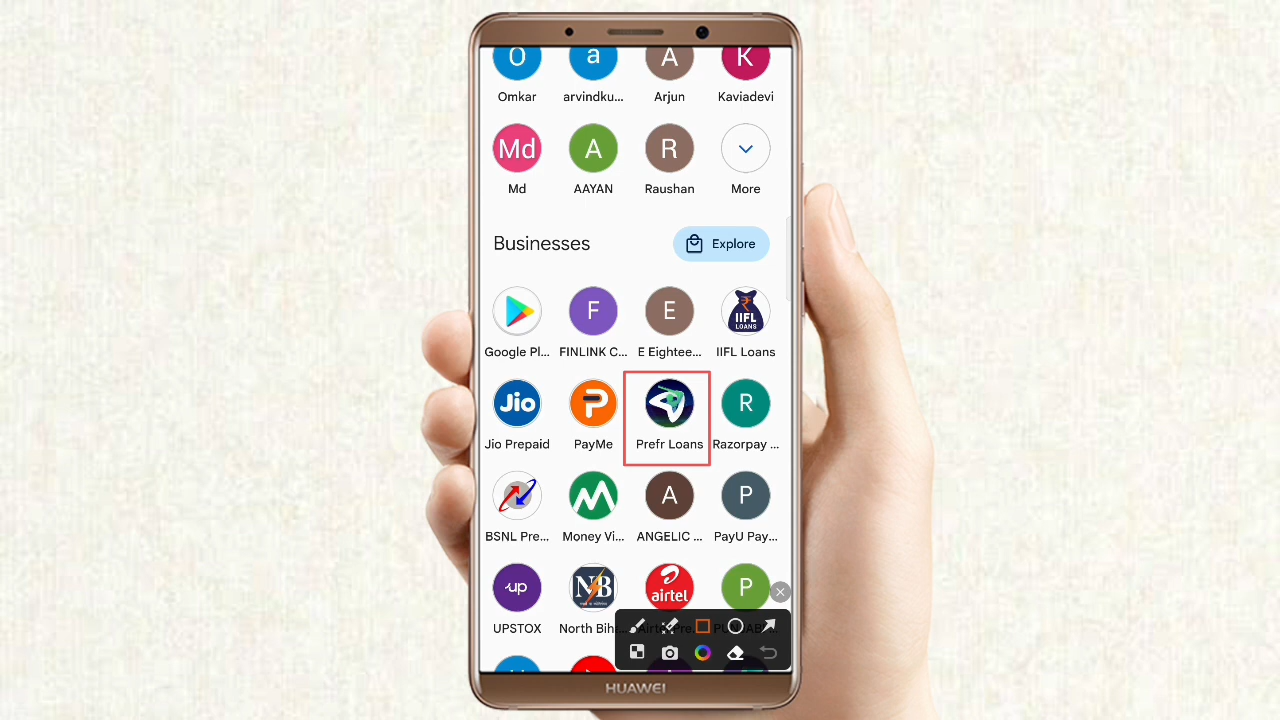 O a A K
Omkar arvindku... Arjun Kaviadevi
Md A R
Md AAYAN Raushan More
Businesses Explore
F E IIFL LOANS
Google Pl... FINLINK C... E Eightee... IIFL Loans
Jio P R
Jio Prepaid PayMe Prefr Loans Razorpay ...
A P
BSNL Pre... Money Vi... ANGELIC ... PayU Pay...
up NB airtel P
UPSTOX North Bih...
HUAWEI